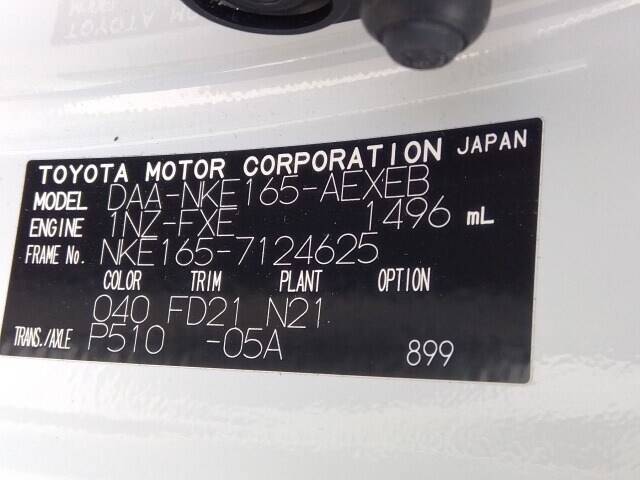 TOYOTA MOTOR CORPORATION JAPAN
MODEL DAA-NKE165-AEXEB
ENGINE 1NZ-FXE 1496 mL
FRAME No. NKE165-7124625
COLOR TRIM PLANT OPTION
040 FD21 N21
TRANS./AXLE P510 -05A 899